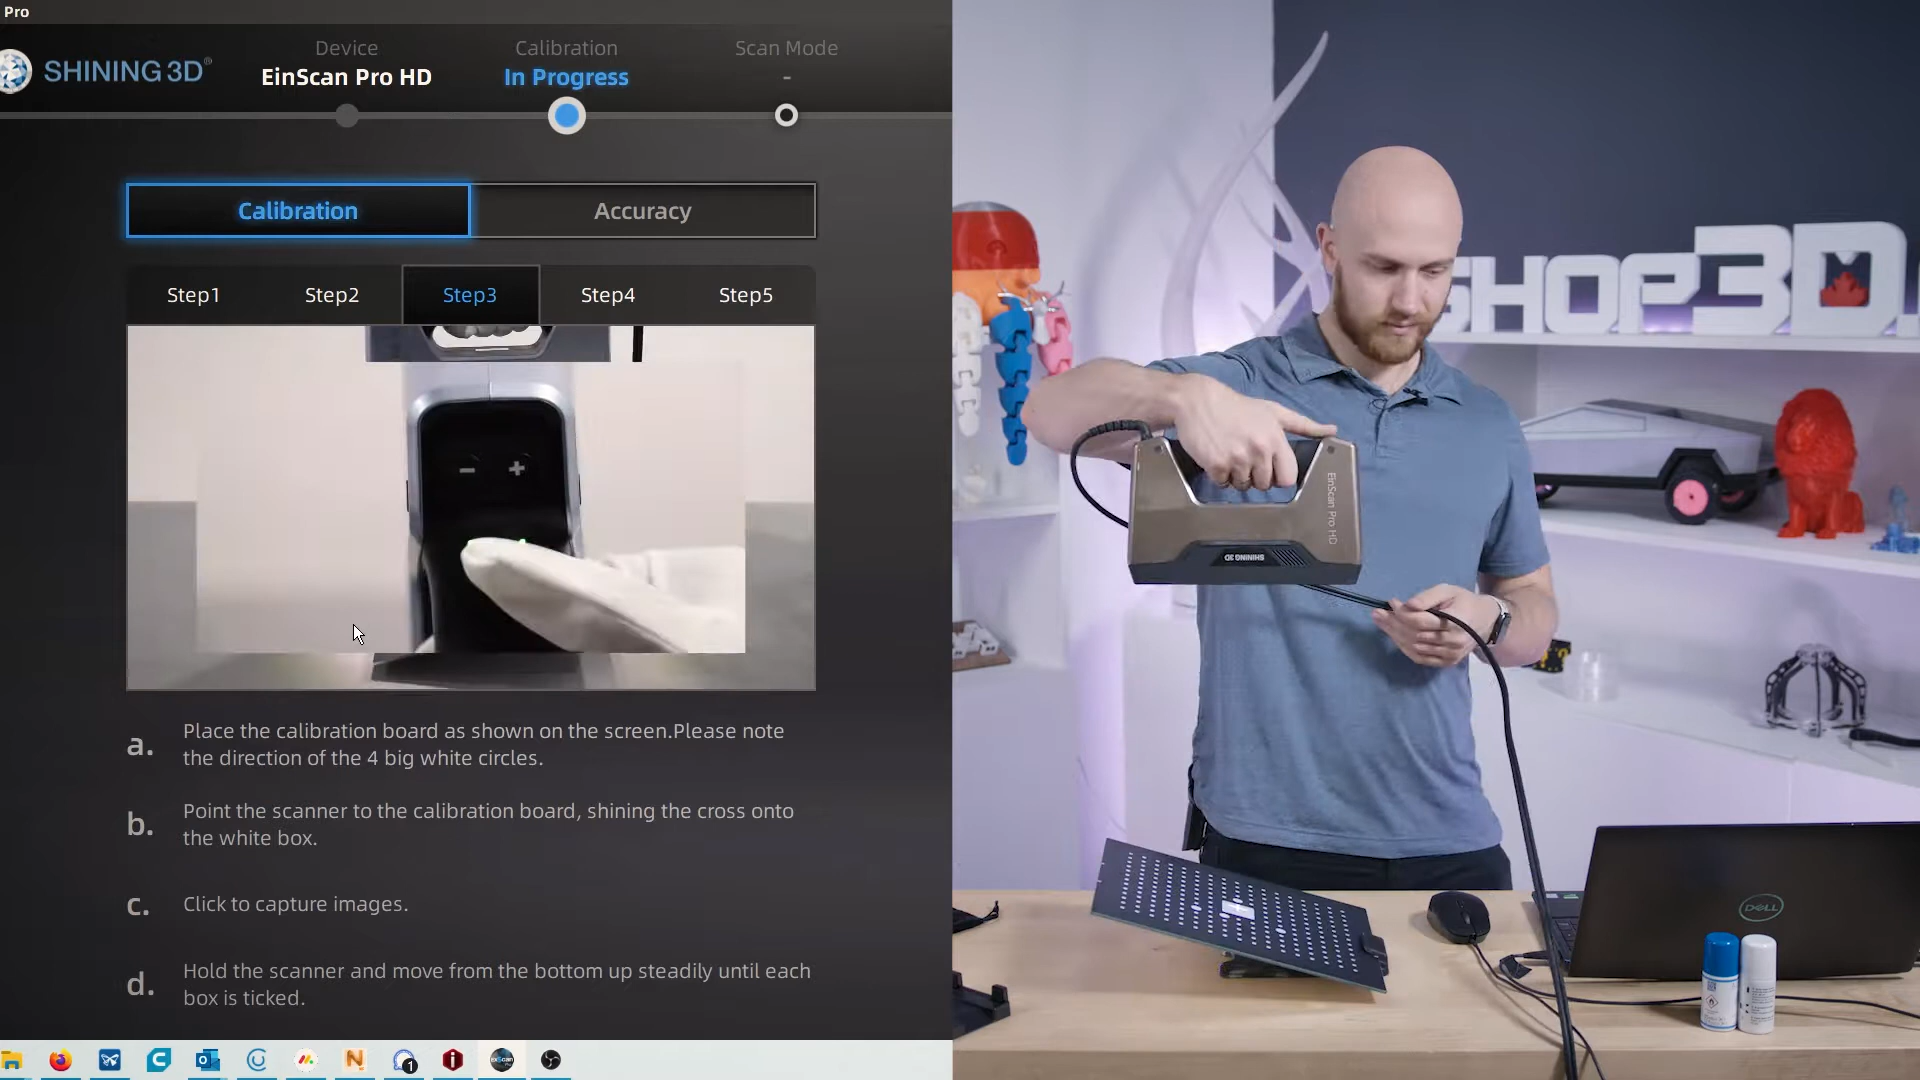 Pro
SHINING 3D®
Device
EinScan Pro HD
Calibration
In Progress
Scan Mode
-
Calibration
Accuracy
Step1
Step2
Step3
Step4
Step5
- +
a. Place the calibration board as shown on the screen.Please note
the direction of the 4 big white circles.
b. Point the scanner to the calibration board, shining the cross onto
the white box.
c. Click to capture images.
d. Hold the scanner and move from the bottom up steadily until each
box is ticked.
1
SHOP3D.
EinScan Pro HD
SHINING 3D
DELL